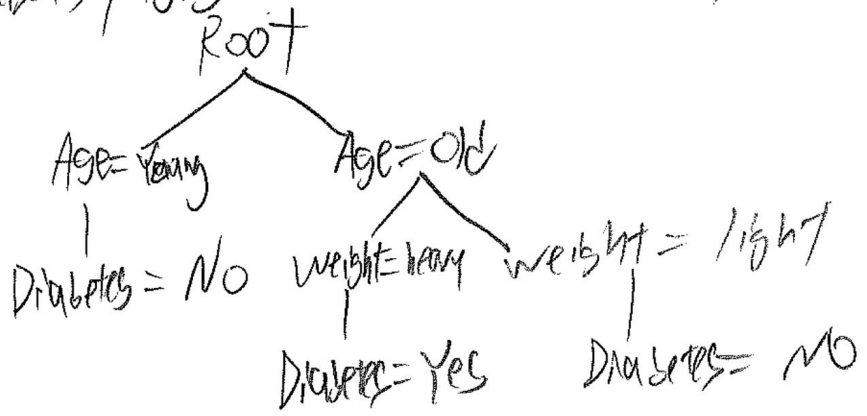 Root
Age=Young Age=Old
Diabetes=No Weight=heavy weight=light
Diabetes=Yes Diabetes=No